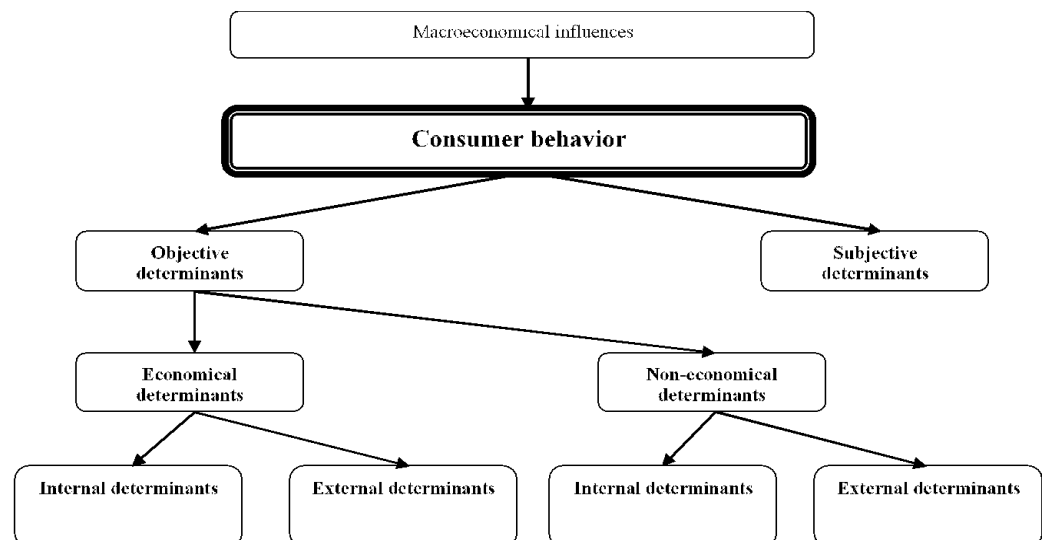 Macroeconomical influences
Consumer behavior
Objective
determinants
Subjective
determinants
Economical
determinants
Non-economical
determinants
Internal determinants
External determinants
Internal determinants
External determinants